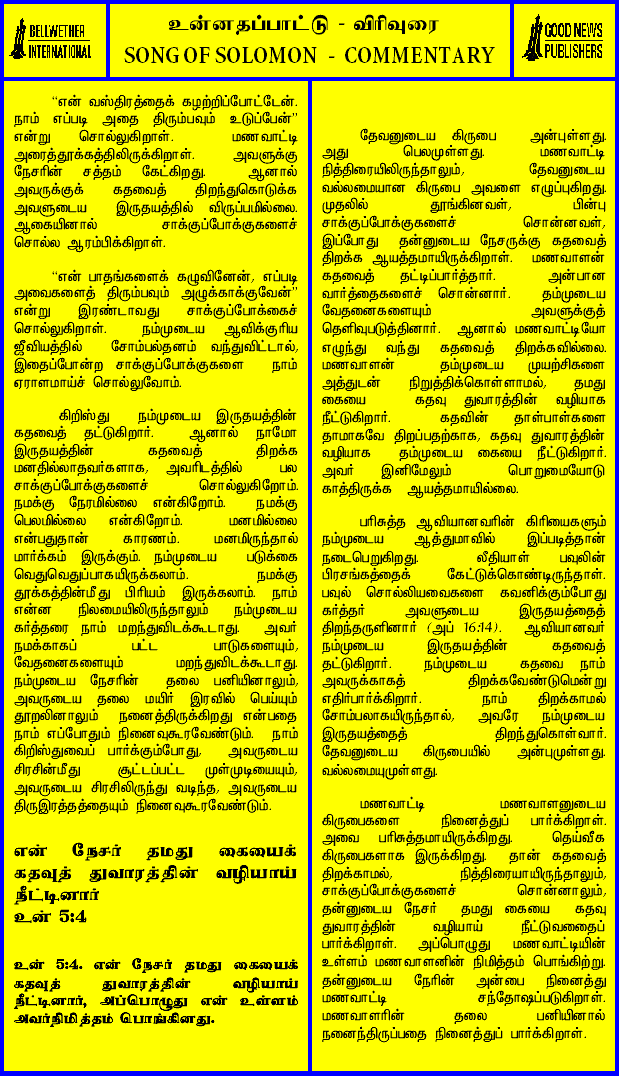 BELLWETHER
INTERNATIONAL
உன்னதப்பாட்டு - விரிவுரை
SONG OF SOLOMON - COMMENTARY
GOOD NEWS
PUBLISHERS
“என் வஸ்திரத்தைக் கழற்றிப்போட்டேன்.
நாம் எப்படி அதை திரும்பவும் உடுப்பேன்”
என்று சொல்லுகிறாள். மணவாட்டி
அரைத்தூக்கத்திலிருக்கிறாள். அவளுக்கு
நேசரின் சத்தம் கேட்கிறது. ஆனால்
அவருக்குக் கதவைத் திறந்துகொடுக்க
அவளுடைய இருதயத்தில் விருப்பமில்லை.
ஆகையினால் சாக்குப்போக்குகளைச்
சொல்ல ஆரம்பிக்கிறாள்.
“என் பாதங்களைக் கழுவினேன், எப்படி
அவைகளைத் திரும்பவும் அழுக்காக்குவேன்”
என்று இரண்டாவது சாக்குப்போக்கைச்
சொல்லுகிறாள். நம்முடைய ஆவிக்குரிய
ஜீவியத்தில் சோம்பல்தனம் வந்துவிட்டால்,
இதைப்போன்ற சாக்குப்போக்குகளை நாம்
ஏராளமாய்ச் சொல்லுவோம்.
கிறிஸ்து நம்முடைய இருதயத்தின்
கதவைத் தட்டுகிறார். ஆனால் நாமோ
இருதயத்தின் கதவைத் திறக்க
மனதில்லாதவர்களாக, அவரிடத்தில் பல
சாக்குப்போக்குகளைச் சொல்லுகிறோம்.
நமக்கு நேரமில்லை என்கிறோம். நமக்கு
பெலமில்லை என்கிறோம். மனமில்லை
என்பதுதான் காரணம். மனமிருந்தால்
மார்க்கம் இருக்கும். நம்முடைய படுக்கை
வெதுவெதுப்பாகயிருக்கலாம். நமக்கு
தூக்கத்தின்மீது பிரியம் இருக்கலாம். நாம்
என்ன நிலமையிலிருந்தாலும் நம்முடைய
கர்த்தரை நாம் மறந்துவிடக்கூடாது. அவர்
நமக்காகப் பட்ட பாடுகளையும்,
வேதனைகளையும் மறந்துவிடக்கூடாது.
நம்முடைய நேசரின் தலை பனியினாலும்,
அவருடைய தலை மயிர் இரவில் பெய்யும்
தூறலினாலும் நனைத்திருக்கிறது என்பதை
நாம் எப்போதும் நினைவுகூரவேண்டும். நாம்
கிறிஸ்துவைப் பார்க்கும்போது, அவருடைய
சிரசின்மீது சூட்டப்பட்ட முள்முடியையும்,
அவருடைய சிரசிலிருந்து வடிந்த, அவருடைய
திருஇரத்தத்தையும் நினைவுகூரவேண்டும்.
என் நேசர் தமது கையைக்
கதவுத் துவாரத்தின் வழியாய்
நீட்டினார்
உன் 5:4
உன் 5:4. என் நேசர் தமது கையைக்
கதவுத் துவாரத்தின் வழியாய்
நீட்டினார், அப்பொழுது என் உள்ளம்
அவர்நிமித்தம் பொங்கினது.
தேவனுடைய கிருபை அன்புள்ளது.
அது பெலமுள்ளது. மணவாட்டி
நித்திரையிலிருந்தாலும், தேவனுடைய
வல்லமையான கிருபை அவளை எழுப்புகிறது.
முதலில் தூங்கினவள், பின்பு
சாக்குப்போக்குகளைச் சொன்னவள்,
இப்போது தன்னுடைய நேசருக்கு கதவைத்
திறக்க ஆயத்தமாயிருக்கிறாள். மணவாளன்
கதவைத் தட்டிப்பார்த்தார். அன்பான
வார்த்தைகளைச் சொன்னார். தம்முடைய
வேதனைகளையும் அவளுக்குத்
தெளிவுபடுத்தினார். ஆனால் மணவாட்டியோ
எழுந்து வந்து கதவைத் திறக்கவில்லை.
மணவாளன் தம்முடைய முயற்சிகளை
அத்துடன் நிறுத்திக்கொள்ளாமல், தமது
கையை கதவு துவாரத்தின் வழியாக
நீட்டுகிறார். கதவின் தாள்பாள்களை
தாமாகவே திறப்பதற்காக, கதவு துவாரத்தின்
வழியாக தம்முடைய கையை நீட்டுகிறார்.
அவர் இனிமேலும் பொறுமையோடு
காத்திருக்க ஆயத்தமாயில்லை.
பரிசுத்த ஆவியானவரின் கிரியைகளும்
நம்முடைய ஆத்துமாவில் இப்படித்தான்
நடைபெறுகிறது. லீதியாள் பவுலின்
பிரசங்கத்தைக் கேட்டுக்கொண்டிருந்தாள்.
பவுல் சொல்லியவைகளை கவனிக்கும்போது
கர்த்தர் அவளுடைய இருதயத்தைத்
திறந்தருளினார் (அப் 16:14). ஆவியானவர்
நம்முடைய இருதயத்தின் கதவைத்
தட்டுகிறார். நம்முடைய கதவை நாம்
அவருக்காகத் திறக்கவேண்டுமென்று
எதிர்பார்க்கிறார். நாம் திறக்காமல்
சோம்பலாகயிருந்தால், அவரே நம்முடைய
இருதயத்தைத் திறந்துகொள்வார்.
தேவனுடைய கிருபையில் அன்புமுள்ளது.
வல்லமையுமுள்ளது.
மணவாட்டி மணவாளனுடைய
கிருபைகளை நினைத்துப் பார்க்கிறாள்.
அவை பரிசுத்தமாயிருக்கிறது. தெய்வீக
கிருபைகளாக இருக்கிறது. தான் கதவைத்
திறக்காமல், நித்திரையாயிருந்தாலும்,
சாக்குப்போக்குகளைச் சொன்னாலும்,
தன்னுடைய நேசர் தமது கையை கதவு
துவாரத்தின் வழியாய் நீட்டுவதைைப்
பார்க்கிறாள். அப்பொழுது மணவாட்டியின்
உள்ளம் மணவாளனின் நிமித்தம் பொங்கிற்று.
தன்னுடைய நேரின் அன்பை நினைத்து
மணவாட்டி சந்தோஷப்படுகிறாள்.
மணவாளரின் தலை பனியினால்
நனைந்திருப்பதை நினைத்துப் பார்க்கிறாள்.